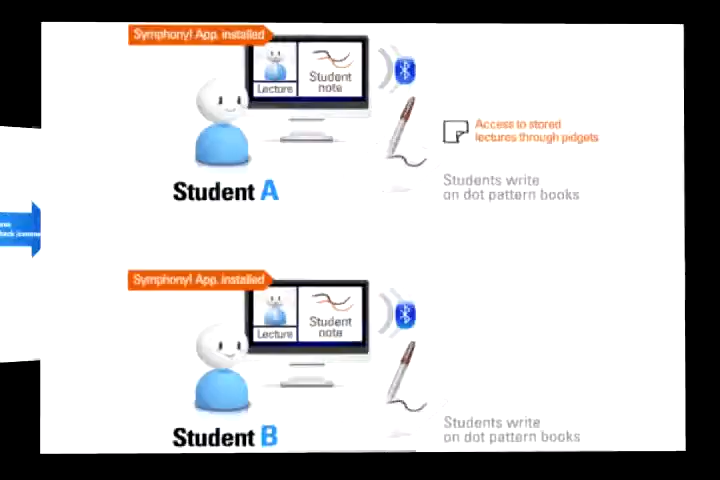 Symphony! App. installed
Lecture
Student
note
Access to stored
lectures through pidgets
Students write
on dot pattern books
Student A
Symphony! App. installed
Lecture
Student
note
Students write
on dot pattern books
Student B